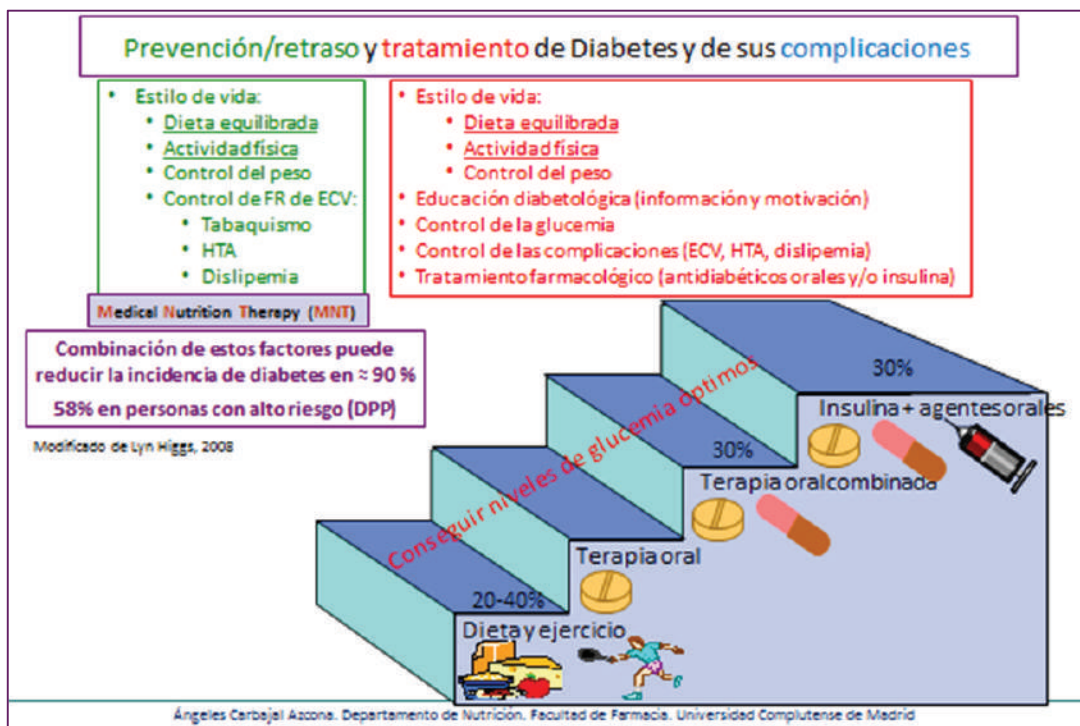 Prevención/retraso y tratamiento de Diabetes y de sus complicaciones
• Estilo de vida:
• Dieta equilibrada
• Actividad física
• Control del peso
• Control de FR de ECV:
• Tabaquismo
• HTA
• Dislipemia
• Estilo de vida:
• Dieta equilibrada
• Actividad física
• Control del peso
• Educación diabetológica (información y motivación)
• Control de la glucemia
• Control de las complicaciones (ECV, HTA, dislipemia)
• Tratamiento farmacológico (antidiabéticos orales y/o insulina)
Medical Nutrition Therapy (MNT)
Combinación de estos factores puede
reducir la incidencia de diabetes en ≈ 90 %
58% en personas con alto riesgo (DPP)
Modificado de Lyn Higgs, 2008
Conseguir niveles de glucemia óptimos
30%
Insulina + agentes orales
30%
Terapia oral combinada
Terapia oral
20-40%
Dieta y ejercicio
Ángeles Carbajal Azcona. Departamento de Nutrición. Facultad de Farmacia. Universidad Complutense de Madrid